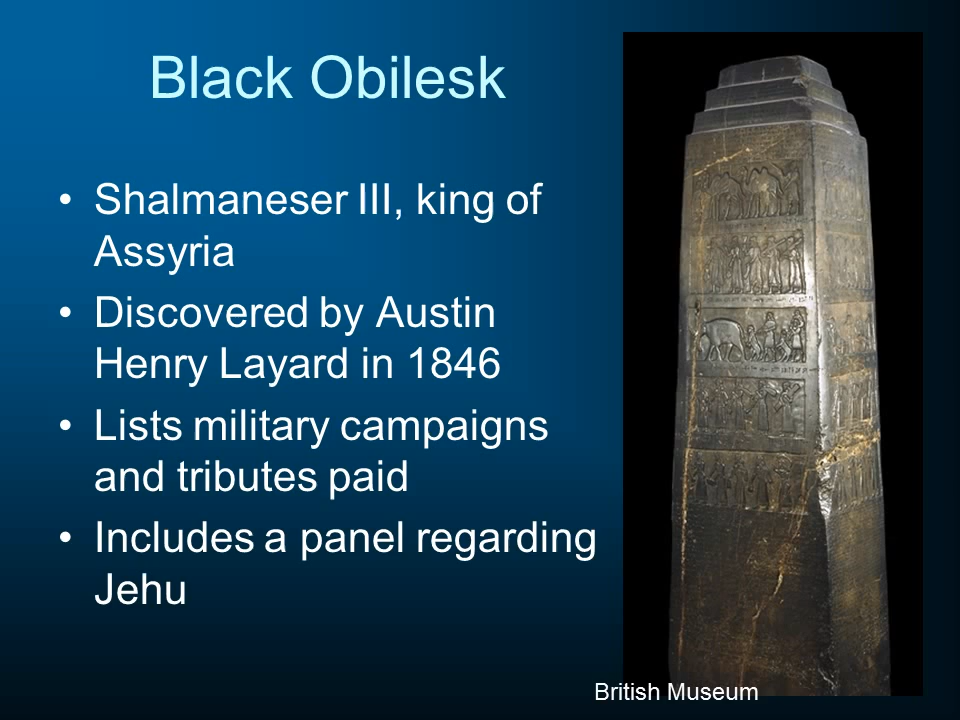 Black Obilesk
• Shalmaneser III, king of
Assyria
• Discovered by Austin
Henry Layard in 1846
• Lists military campaigns
and tributes paid
• Includes a panel regarding
Jehu
British Museum